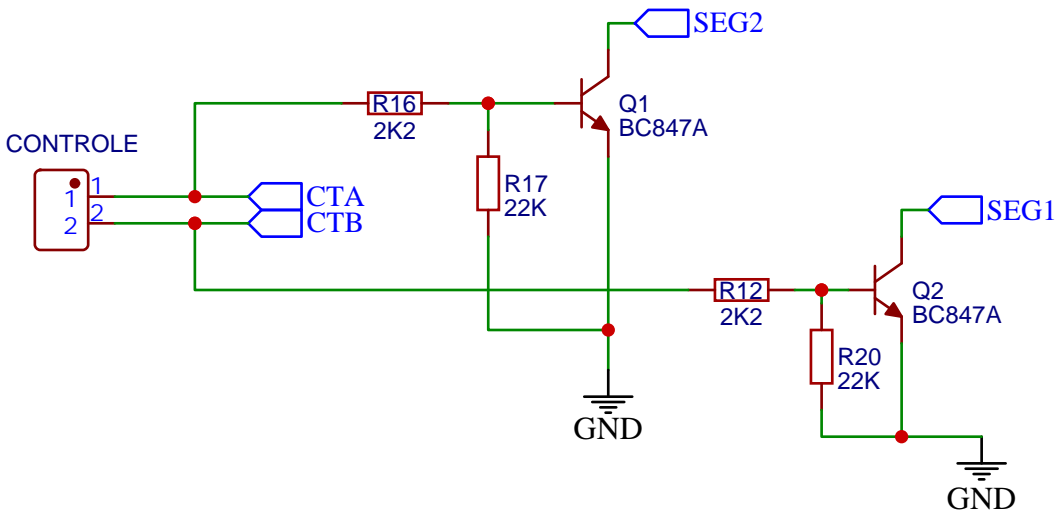 SEG2
R16
2K2
Q1
BC847A
CONTROLE
1
1
2
2
CTA
CTB
R17
22K
SEG1
R12
2K2
Q2
BC847A
R20
22K
GND
GND